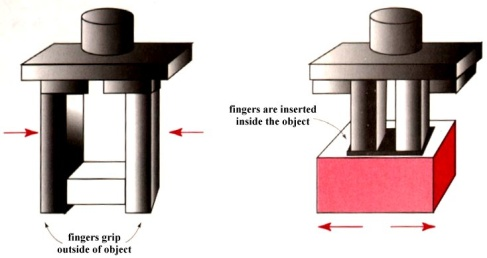 fingers are inserted
inside the object
fingers grip
outside of object